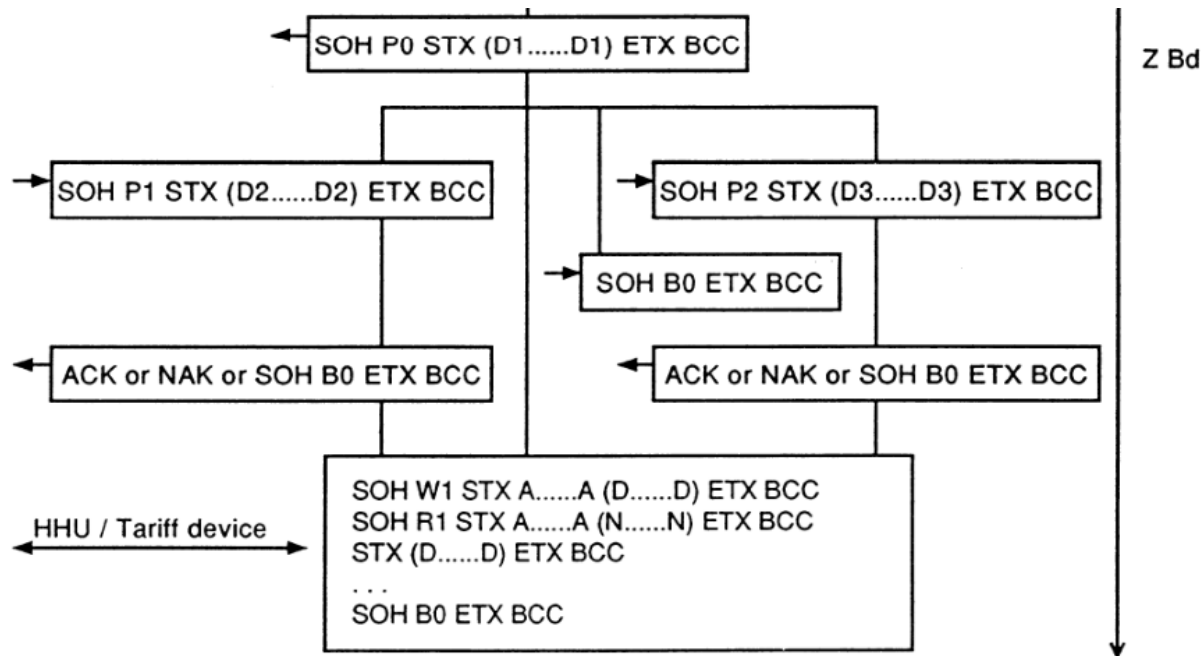 SOH P0 STX (D1......D1) ETX BCC
Z Bd
SOH P1 STX (D2......D2) ETX BCC
SOH P2 STX (D3......D3) ETX BCC
SOH B0 ETX BCC
ACK or NAK or SOH B0 ETX BCC
ACK or NAK or SOH B0 ETX BCC
HHU / Tariff device
SOH W1 STX A......A (D......D) ETX BCC
SOH R1 STX A......A (N......N) ETX BCC
STX (D......D) ETX BCC
. . .
SOH B0 ETX BCC